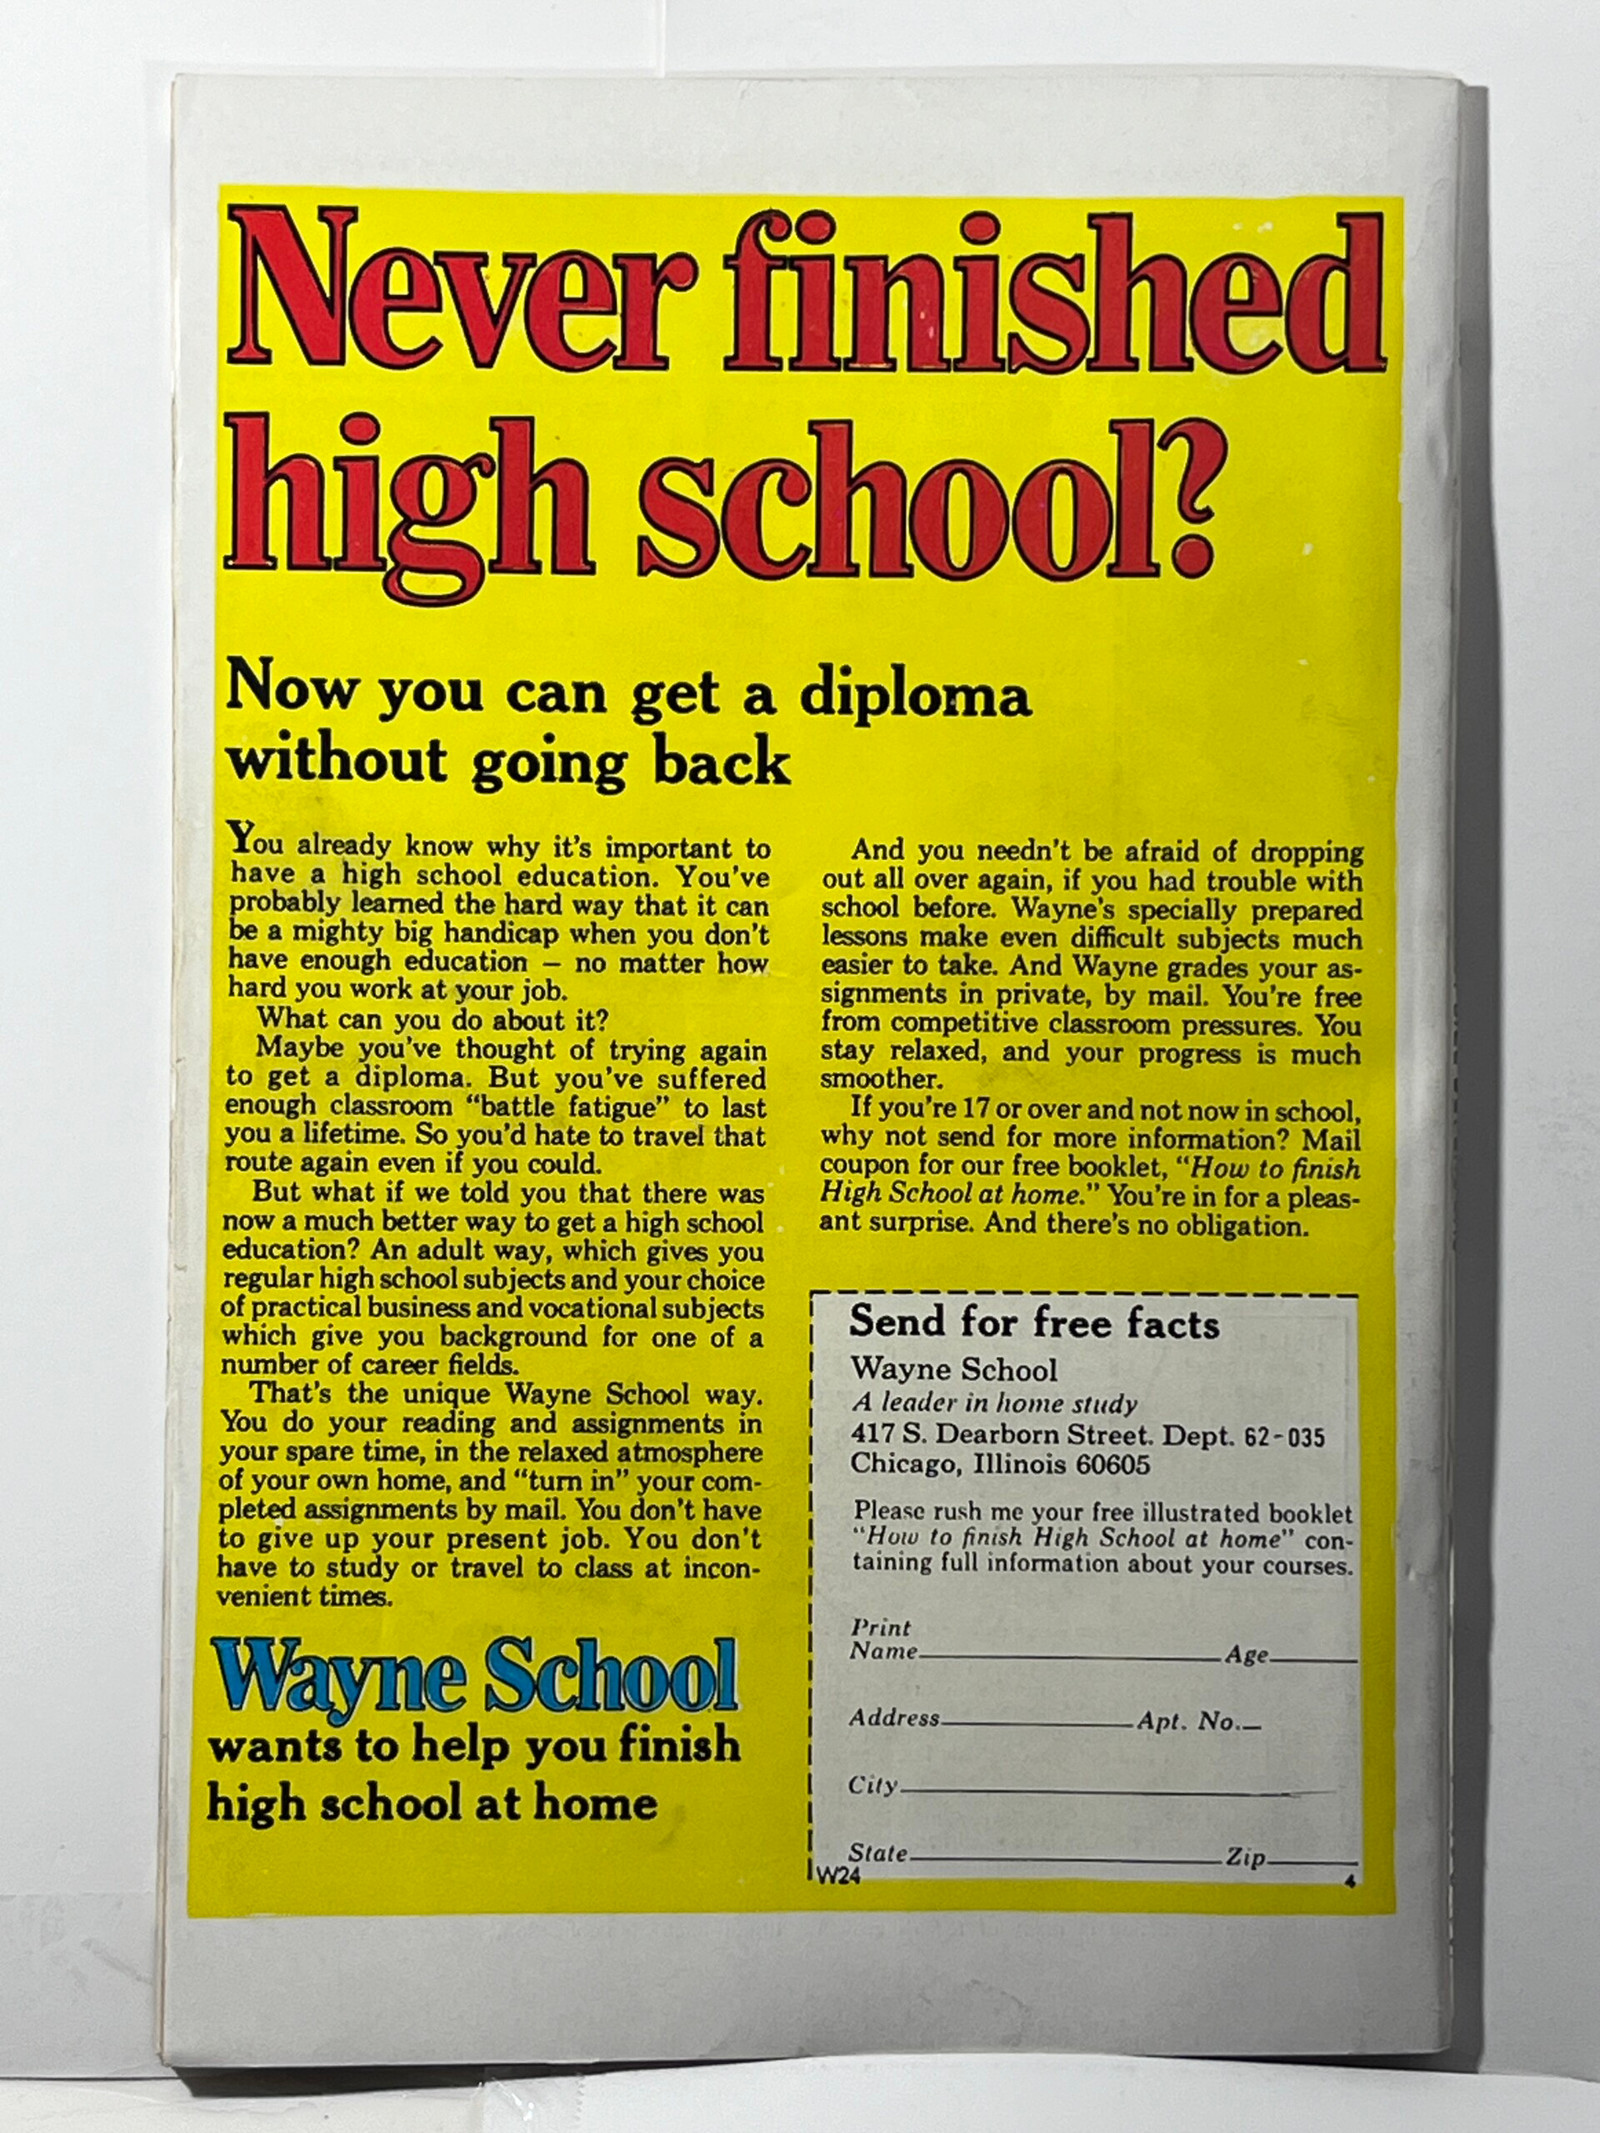 Never finished
high school?
Now you can get a diploma
without going back
You already know why it's important to
have a high school education. You've
probably learned the hard way that it can
be a mighty big handicap when you don't
have enough education – no matter how
hard you work at your job.
What can you do about it?
Maybe you've thought of trying again
to get a diploma. But you've suffered
enough classroom “battle fatigue” to last
you a lifetime. So you'd hate to travel that
route again even if you could.
But what if we told you that there was
now a much better way to get a high school
education? An adult way, which gives you
regular high school subjects and your choice
of practical business and vocational subjects
which give you background for one of a
number of career fields.
That's the unique Wayne School way.
You do your reading and assignments in
your spare time, in the relaxed atmosphere
of your own home, and “turn in” your com-
pleted assignments by mail. You don't have
to give up your present job. You don't
have to study or travel to class at incon-
venient times.
Wayne School
wants to help you finish
high school at home
And you needn't be afraid of dropping
out all over again, if you had trouble with
school before. Wayne's specially prepared
lessons make even difficult subjects much
easier to take. And Wayne grades your as-
signments in private, by mail. You're free
from competitive classroom pressures. You
stay relaxed, and your progress is much
smoother.
If you're 17 or over and not now in school,
why not send for more information? Mail
coupon for our free booklet, “How to finish
High School at home.” You're in for a pleas-
ant surprise. And there's no obligation.
Send for free facts
Wayne School
A leader in home study
417 S. Dearborn Street. Dept. 62-035
Chicago, Illinois 60605
Please rush me your free illustrated booklet
“How to finish High School at home” con-
taining full information about your courses.
Print
Name Age
Address Apt. No.
City
State Zip
W24 4